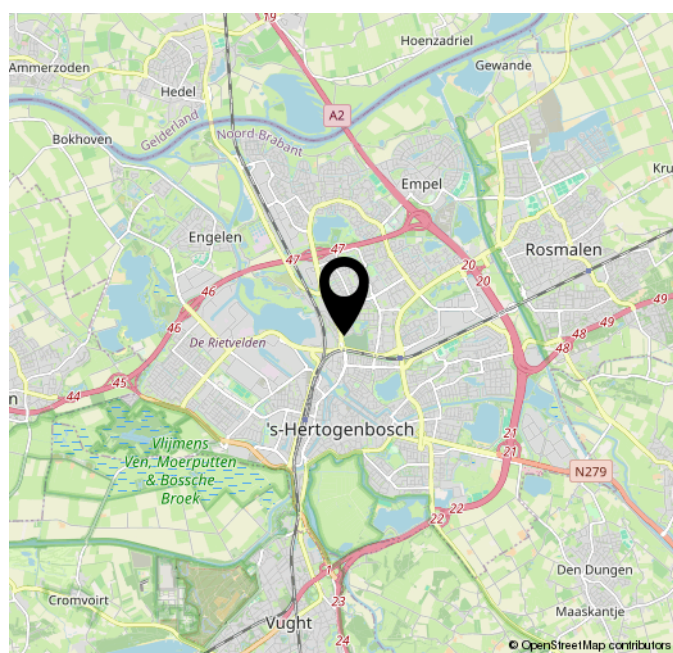 19
Hoenzadriel
Ammerzoden
Gewande
Hedel
A2
Bokhoven
Gelderland
Noord-Brabant
Kru
Empel
Engelen
47
47
Rosmalen
20
20
46
49
46
48
49
De Rietvelden
48
45
44
n
's-Hertogenbosch
21
Vlijmens
Ven, Moerputten
& Bossche
Broek
21
N279
22
22
1
Den Dungen
Cromvoirt
23
Maaskantje
Vught
24
© OpenStreetMap contributors